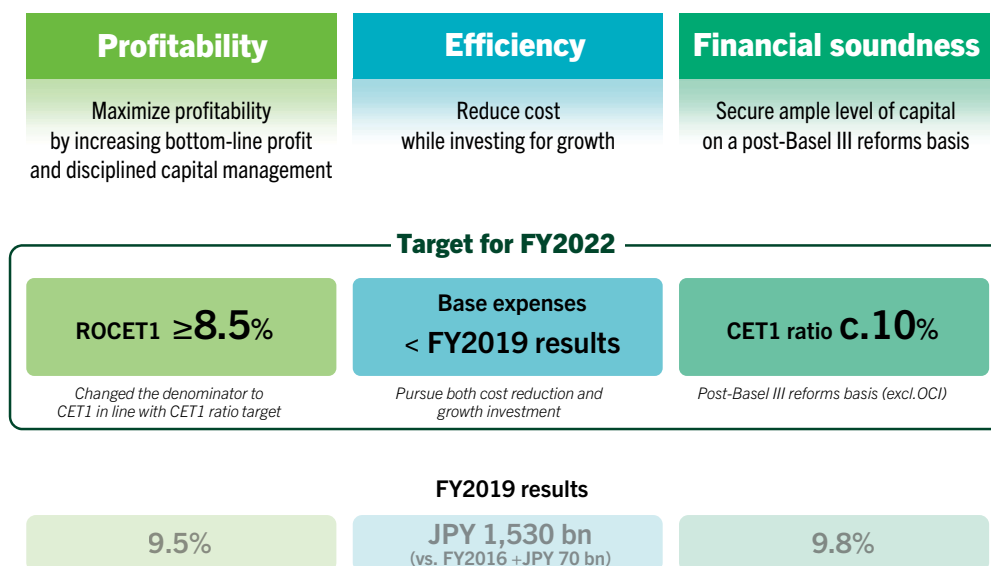 Profitability
Maximize profitability
by increasing bottom-line profit
and disciplined capital management
Efficiency
Reduce cost
while investing for growth
Financial soundness
Secure ample level of capital
on a post-Basel III reforms basis
Target for FY2022
ROCET1 ≥8.5%
Changed the denominator to
CET1 in line with CET1 ratio target
Base expenses
< FY2019 results
Pursue both cost reduction and
growth investment
CET1 ratio c.10%
Post-Basel III reforms basis (excl.OCI)
FY2019 results
9.5%
JPY 1,530 bn
(vs. FY2016 +JPY 70 bn)
9.8%